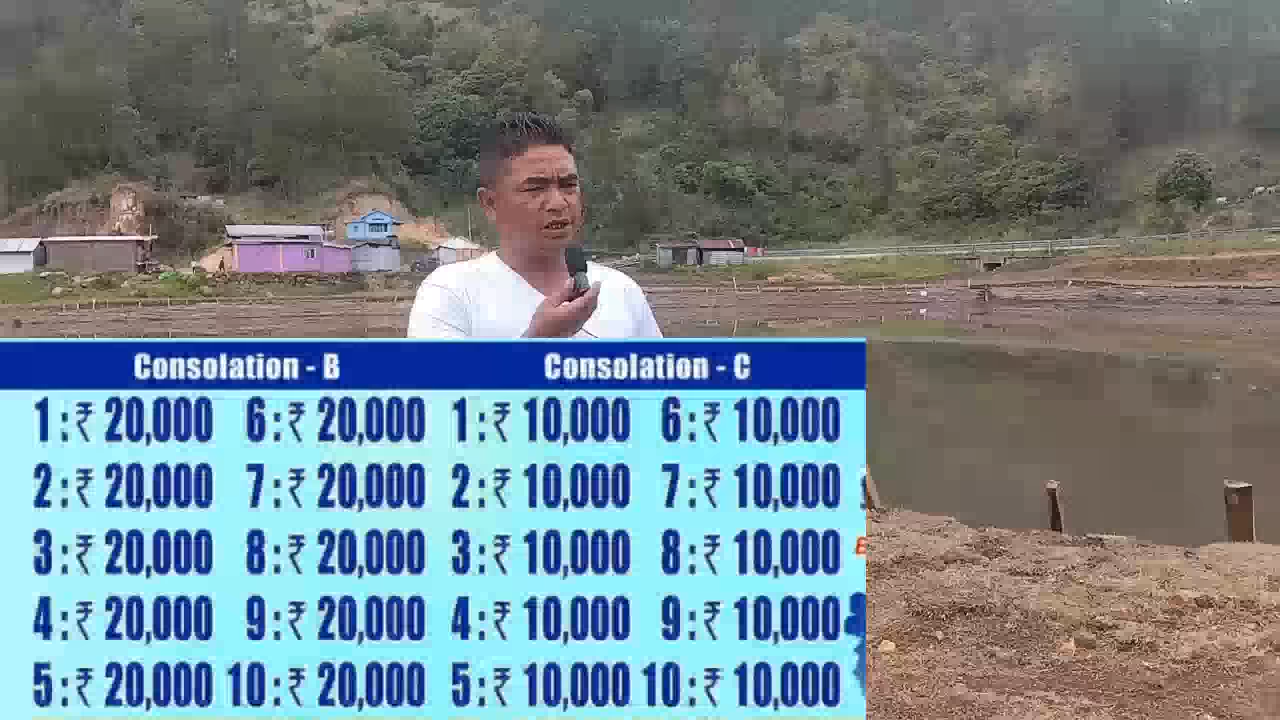 Consolation - B Consolation - C
1:₹ 20,000 6:₹ 20,000 1:₹ 10,000 6:₹ 10,000
2:₹ 20,000 7:₹ 20,000 2:₹ 10,000 7:₹ 10,000
3:₹ 20,000 8:₹ 20,000 3:₹ 10,000 8:₹ 10,000
4:₹ 20,000 9:₹ 20,000 4:₹ 10,000 9:₹ 10,000
5:₹ 20,000 10:₹ 20,000 5:₹ 10,000 10:₹ 10,000